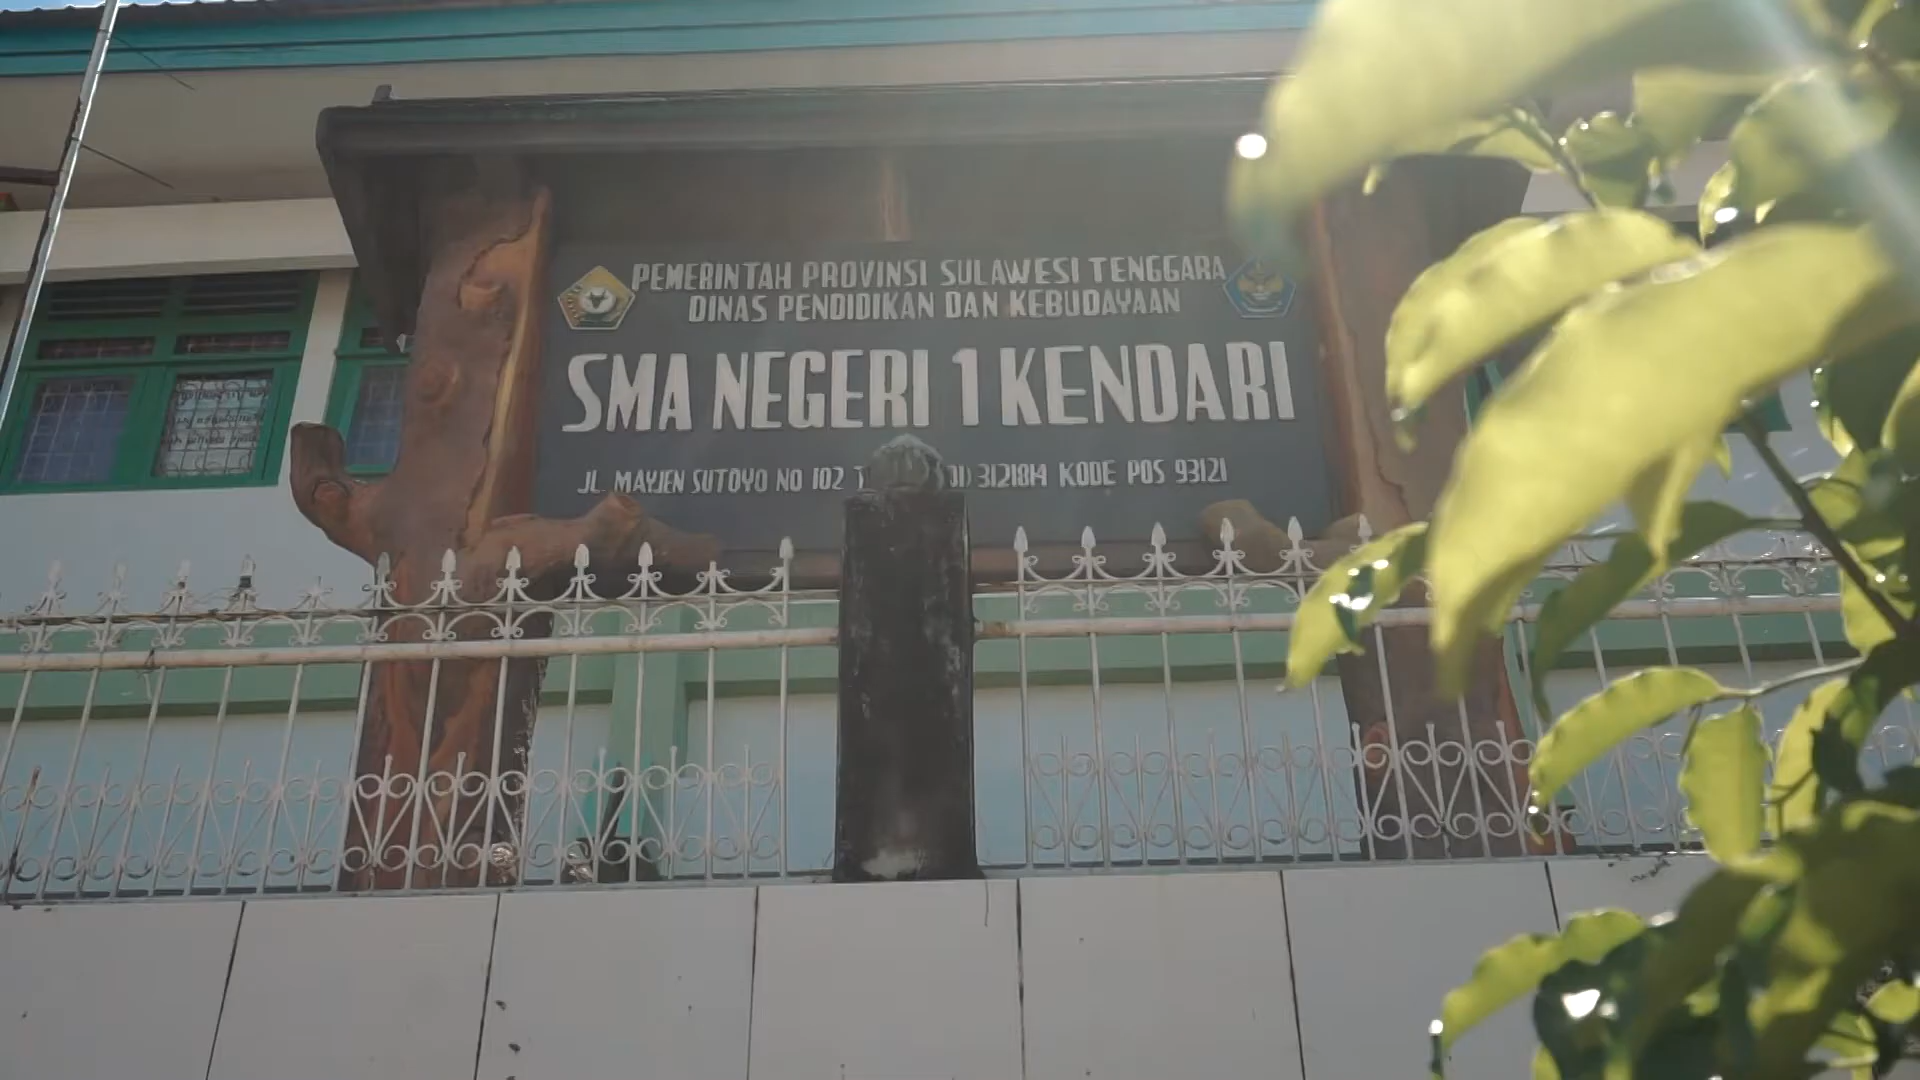 PEMERINTAH PROVINSI SULAWESI TENGGARA
DINAS PENDIDIKAN DAN KEBUDAYAAN
SMA NEGERI 1 KENDARI
JL. MAYJEN SUTOYO NO 102 3121814 KODE POS 93121